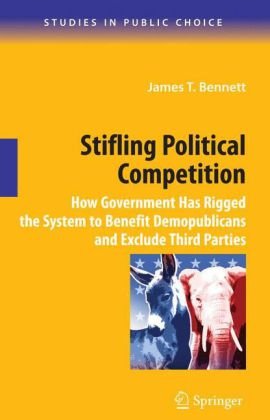 STUDIES IN PUBLIC CHOICE
James T. Bennett
Stifling Political
Competition
How Government Has Rigged
the System to Benefit Demopublicans
and Exclude Third Parties
Springer